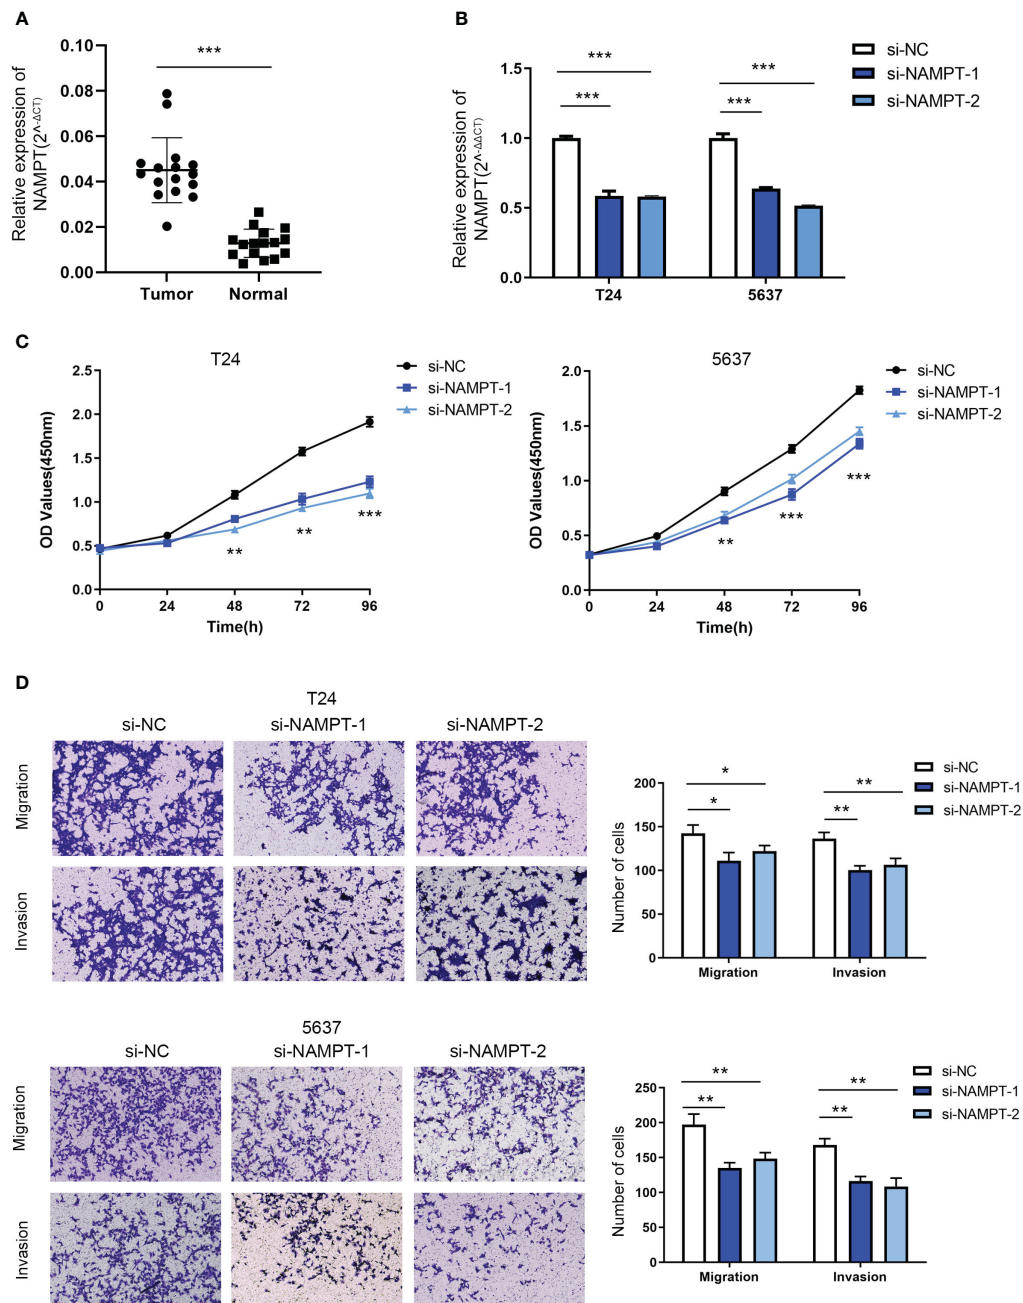 A
Relative expression of
NAMPT(2^-ΔCT)
0.10
0.08
0.06
0.04
0.02
0.00
***
Tumor
Normal
B
Relative expression of
NAMPT(2^-ΔΔCT)
1.5
1.0
0.5
0.0
***
***
***
***
T24
5637
si-NC
si-NAMPT-1
si-NAMPT-2
C
T24
OD Values(450nm)
2.5
2.0
1.5
1.0
0.5
0.0
0
24
48
72
96
Time(h)
**
**
***
si-NC
si-NAMPT-1
si-NAMPT-2
5637
OD Values(450nm)
2.0
1.5
1.0
0.5
0.0
0
24
48
72
96
Time(h)
**
***
***
si-NC
si-NAMPT-1
si-NAMPT-2
D
T24
si-NC
si-NAMPT-1
si-NAMPT-2
Migration
Invasion
Number of cells
200
150
100
50
0
*
*
**
**
Migration
Invasion
si-NC
si-NAMPT-1
si-NAMPT-2
5637
si-NC
si-NAMPT-1
si-NAMPT-2
Migration
Invasion
Number of cells
250
200
150
100
50
0
**
**
**
**
Migration
Invasion
si-NC
si-NAMPT-1
si-NAMPT-2